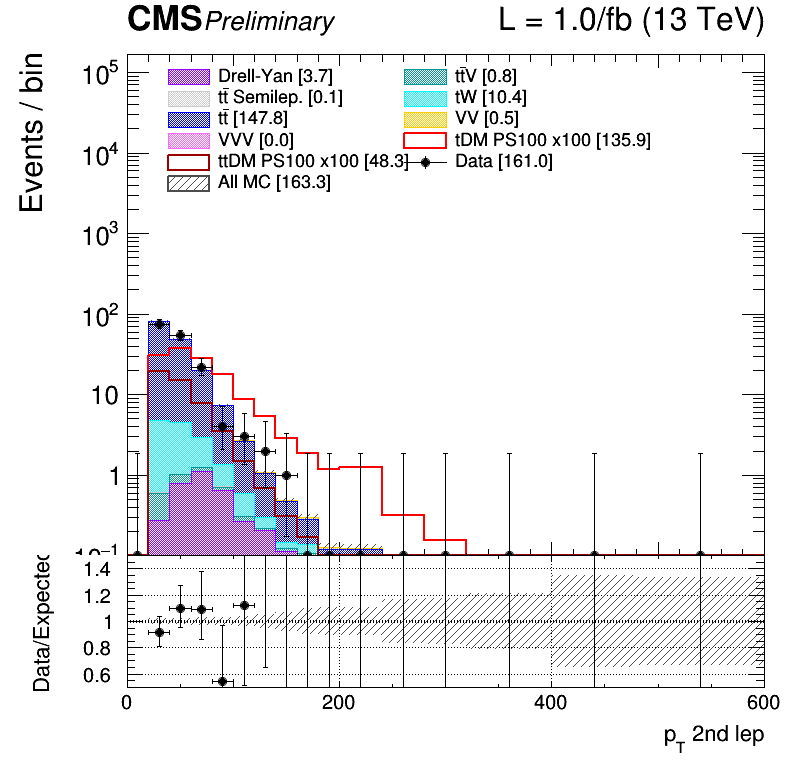 CMS Preliminary L = 1.0/fb (13 TeV)
Events / bin
Drell-Yan [3.7] tt̄V [0.8]
tt̄ Semilep. [0.1] tW [10.4]
tt̄ [147.8] VV [0.5]
VVV [0.0] tDM PS100 x100 [135.9]
ttDM PS100 x100 [48.3] Data [161.0]
All MC [163.3]
10⁵
10⁴
10³
10²
10
1
10⁻¹
Data/Expected
1.4
1.2
1
0.8
0.6
0 200 400 600
p_T 2nd lep